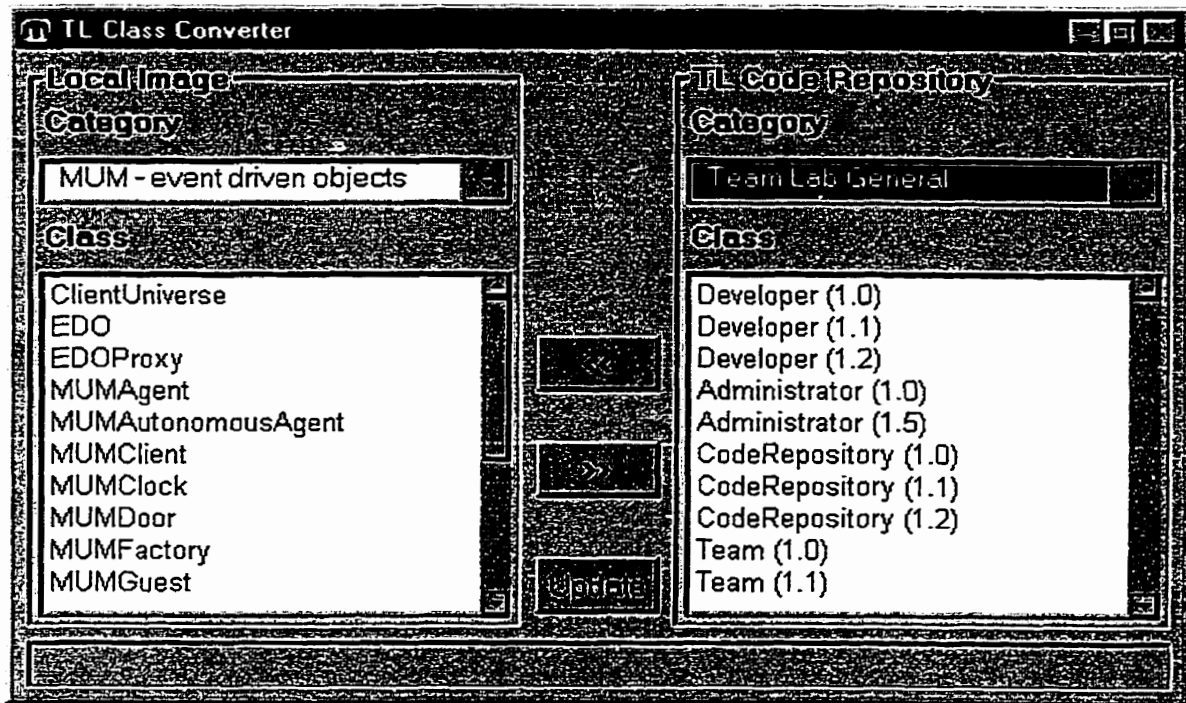 TL Class Converter
Local Image
Category
MUM - event driven objects
Class
ClientUniverse
EDO
EDOProxy
MUMAgent
MUMAutonomousAgent
MUMClient
MUMClock
MUMDoor
MUMFactory
MUMGuest
<<
>>
Update
TL Code Repository
Category
Team Lab General
Class
Developer (1.0)
Developer (1.1)
Developer (1.2)
Administrator (1.0)
Administrator (1.5)
CodeRepository (1.0)
CodeRepository (1.1)
CodeRepository (1.2)
Team (1.0)
Team (1.1)